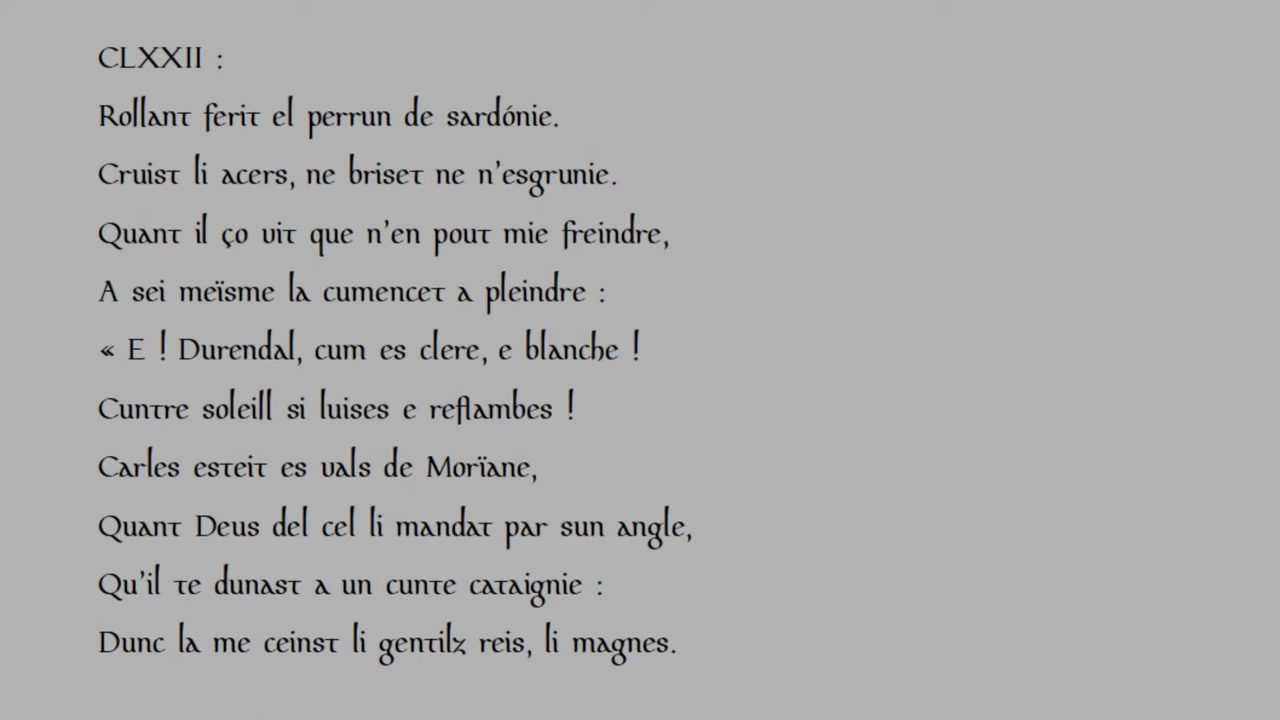 CLXXII :
Rollant ferit el perrun de sardónie.
Cruist li acers, ne briset ne n’esgrunie.
Quant il ço vit que n’en pout mie freindre,
A sei meïsme la cumencet a pleindre :
« E ! Durendal, cum es clere, e blanche !
Cuntre soleill si luises e reflambes !
Carles esteit es vals de Morïane,
Quant Deus del cel li mandat par sun angle,
Qu’il te dunast a un cunte cataignie :
Dunc la me ceinst li gentilz reis, li magnes.